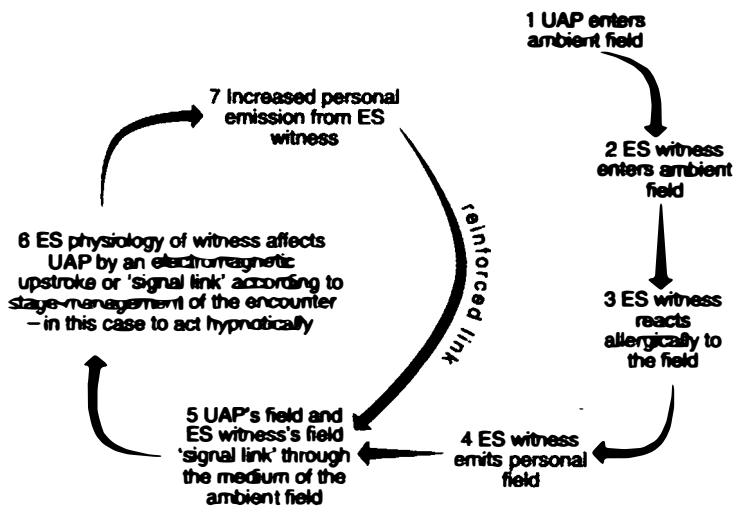 1 UAP enters
ambient field
2 ES witness
enters ambient
field
3 ES witness
reacts
allergically to
the field
4 ES witness
emits personal
field
5 UAP's field and
ES witness's field
'signal link' through
the medium of the
ambient field
6 ES physiology of witness affects
UAP by an electromagnetic
upstroke or 'signal link' according to
stage-management of the encounter
– in this case to act hypnotically
7 Increased personal
emission from ES
witness
reinforced link